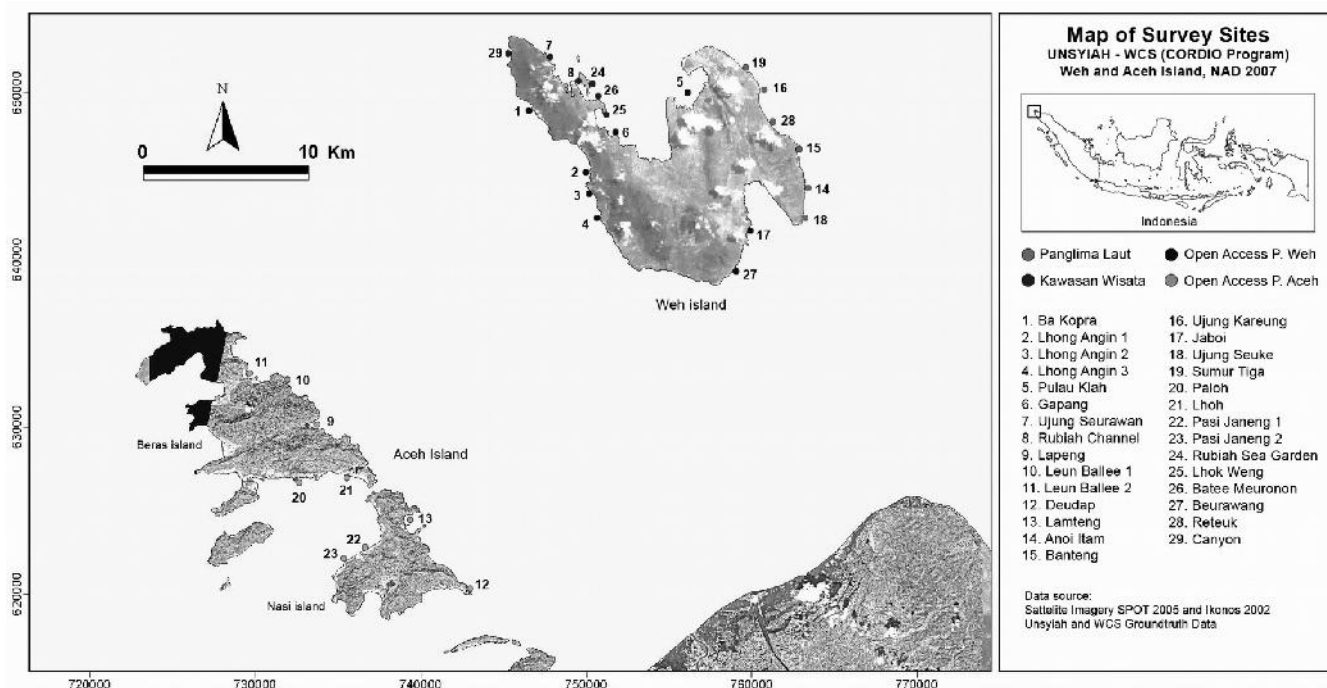 Map of Survey Sites
UNSYIAH - WCS (CORDIO Program)
Weh and Aceh Island, NAD 2007
Indonesia
Panglima Laut
Open Access P. Weh
Kawasan Wisata
Open Access P. Aceh
1. Ba Kopra
2. Lhong Angin 1
3. Lhong Angin 2
4. Lhong Angin 3
5. Pulau Klah
6. Gapang
7. Ujung Seurawan
8. Rubiah Channel
9. Lapeng
10. Leun Ballee 1
11. Leun Ballee 2
12. Deudap
13. Lamteng
14. Anoi Itam
15. Banteng
16. Ujung Kareung
17. Jaboi
18. Ujung Seuke
19. Sumur Tiga
20. Paloh
21. Lhoh
22. Pasi Janeng 1
23. Pasi Janeng 2
24. Rubiah Sea Garden
25. Lhok Weng
26. Batee Meuronon
27. Beurawang
28. Reteuk
29. Canyon
Data source:
Sattelite Imagery SPOT 2005 and Ikonos 2002
Unsyiah and WCS Groundtruth Data
N
0 10 Km
29
7
8
24
26
25
1
6
5
19
16
28
15
14
18
2
3
4
17
27
Weh island
11
10
9
Beras island
Aceh Island
20
21
13
22
23
12
Nasi island
650000
640000
630000
620000
720000
730000
740000
750000
760000
770000